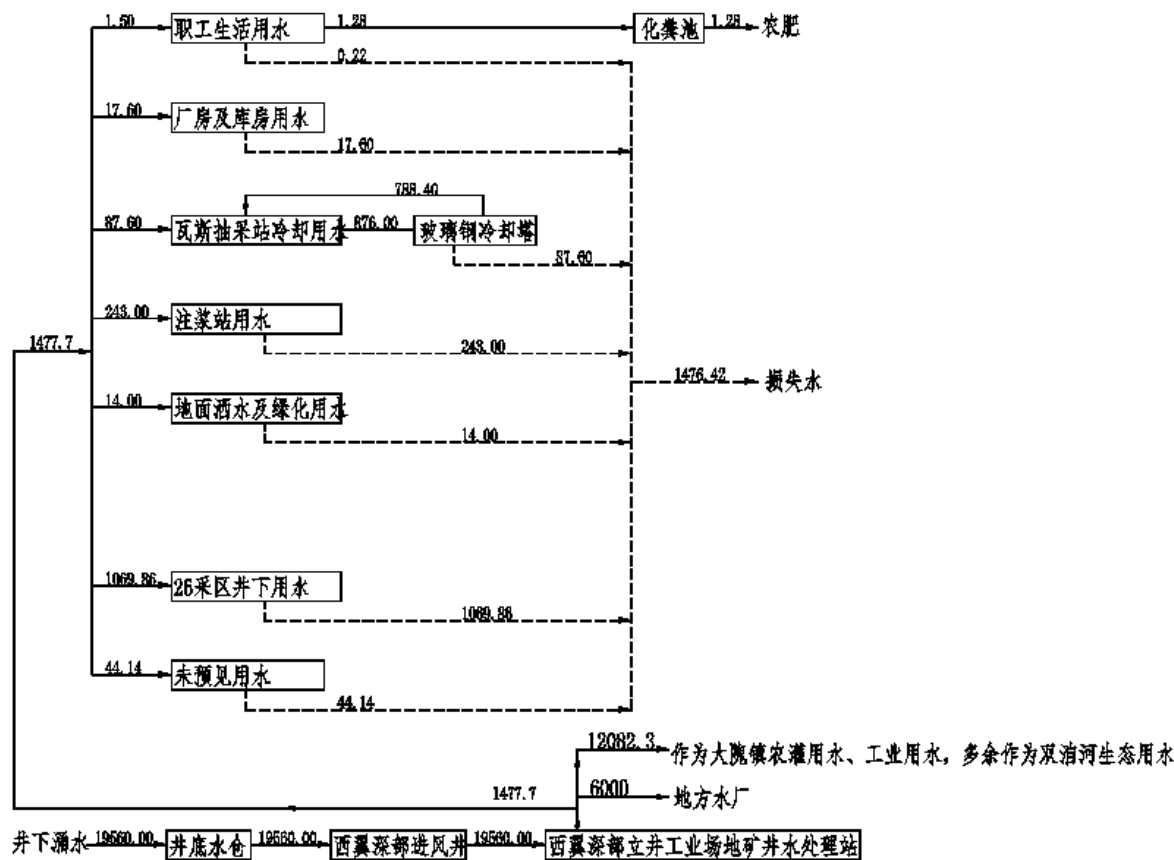 1.50 职工生活用水 1.28 化粪池 1.28 农肥
0.22
17.60 厂房及库房用水
17.60
788.40
87.60 瓦斯抽采站冷却用水 876.00 玻璃钢冷却塔
87.60
243.00 注浆站用水
1477.7 243.00
1476.42 损失水
14.00 地面洒水及绿化用水
14.00
1069.86 26采区井下用水
1069.86
44.14 未预见用水
44.14
12082.3 作为大隗镇农灌用水、工业用水，多余作为双洎河生态用水
1477.7 6000 地方水厂
井下涌水 19560.00 井底水仓 19560.00 西翼深部进风井 19560.00 西翼深部立井工业场地矿井水处理站